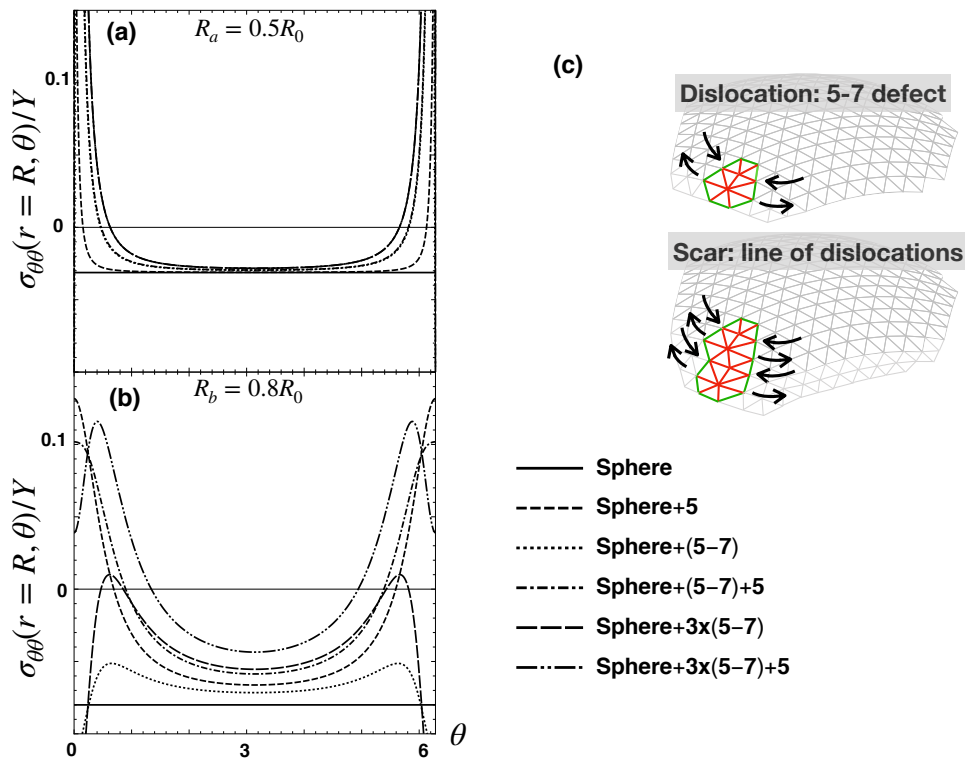 (a)
R_a = 0.5R_0
0.1
0
σ_θθ(r = R, θ)/Y
(b)
R_b = 0.8R_0
0.1
0
σ_θθ(r = R, θ)/Y
0
3
6
θ
(c)
Dislocation: 5-7 defect
Scar: line of dislocations
Sphere
Sphere+5
Sphere+(5−7)
Sphere+(5−7)+5
Sphere+3x(5−7)
Sphere+3x(5−7)+5